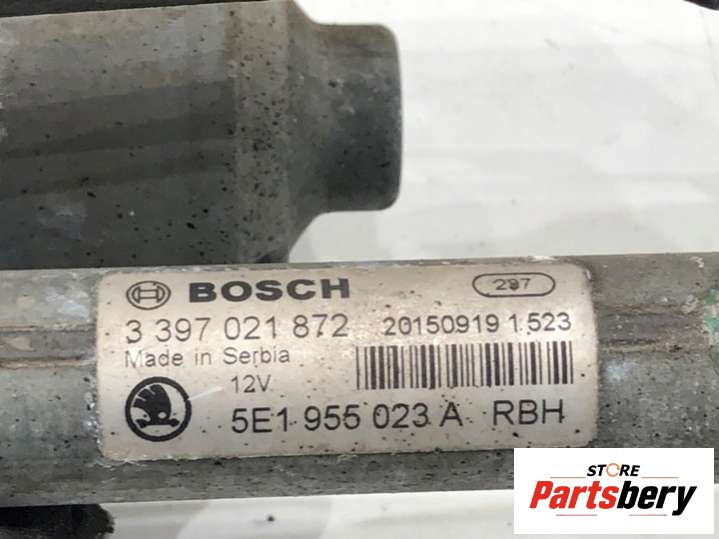 BOSCH 297
3 397 021 872 20150919 1.523
Made in Serbia
12V
5E1 955 023 A RBH
STORE
Partsbery